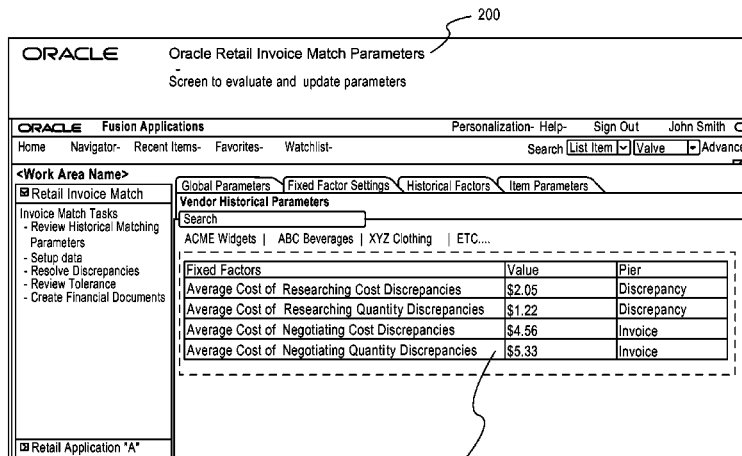 200
ORACLE Oracle Retail Invoice Match Parameters
-
Screen to evaluate and update parameters
ORACLE Fusion Applications Personalization- Help- Sign Out John Smith
Home Navigator- Recent Items- Favorites- Watchlist- Search List Item Valve Advance
<Work Area Name>
Retail Invoice Match
Global Parameters Fixed Factor Settings Historical Factors Item Parameters
Vendor Historical Parameters
Search
Invoice Match Tasks
- Review Historical Matching
Parameters
- Setup data
- Resolve Discrepancies
- Review Tolerance
- Create Financial Documents
ACME Widgets | ABC Beverages | XYZ Clothing | ETC....
Fixed Factors Value Pier
Average Cost of Researching Cost Discrepancies $2.05 Discrepancy
Average Cost of Researching Quantity Discrepancies $1.22 Discrepancy
Average Cost of Negotiating Cost Discrepancies $4.56 Invoice
Average Cost of Negotiating Quantity Discrepancies $5.33 Invoice
Retail Application "A"